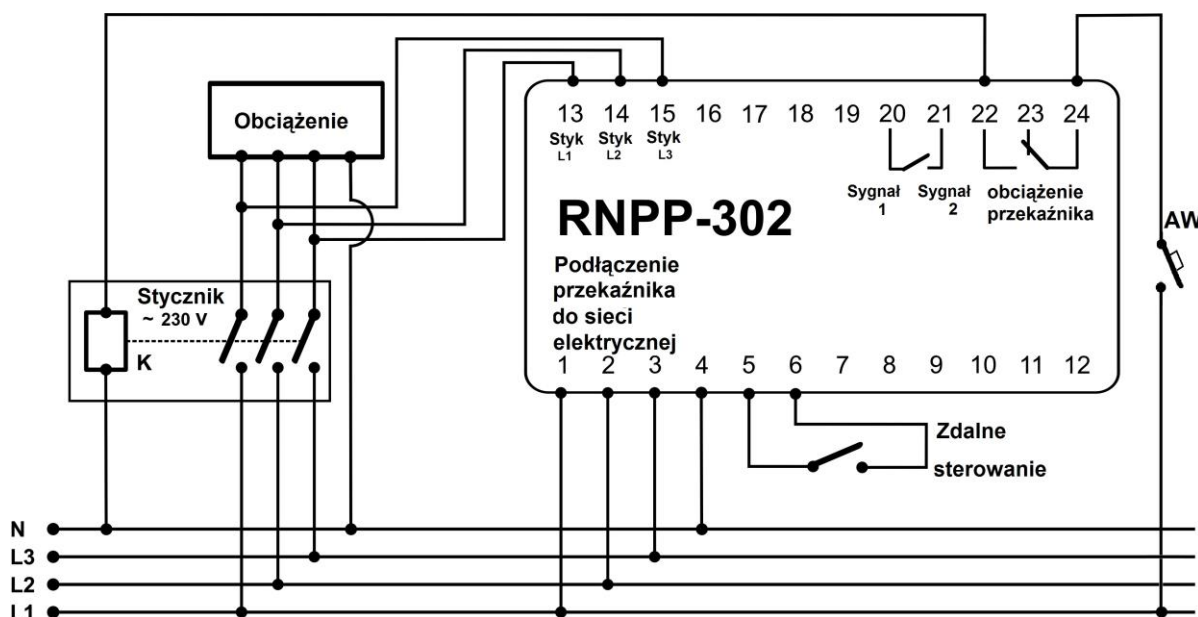 Obciążenie
13 14 15 16 17 18 19 20 21 22 23 24
Styk L1
Styk L2
Styk L3
Sygnał 1
Sygnał 2
obciążenie
przekaźnika
RNPP-302
Podłączenie
przekaźnika
do sieci
elektrycznej
AW
Stycznik
~ 230 V
K
1 2 3 4 5 6 7 8 9 10 11 12
Zdalne
sterowanie
N
L3
L2
L1